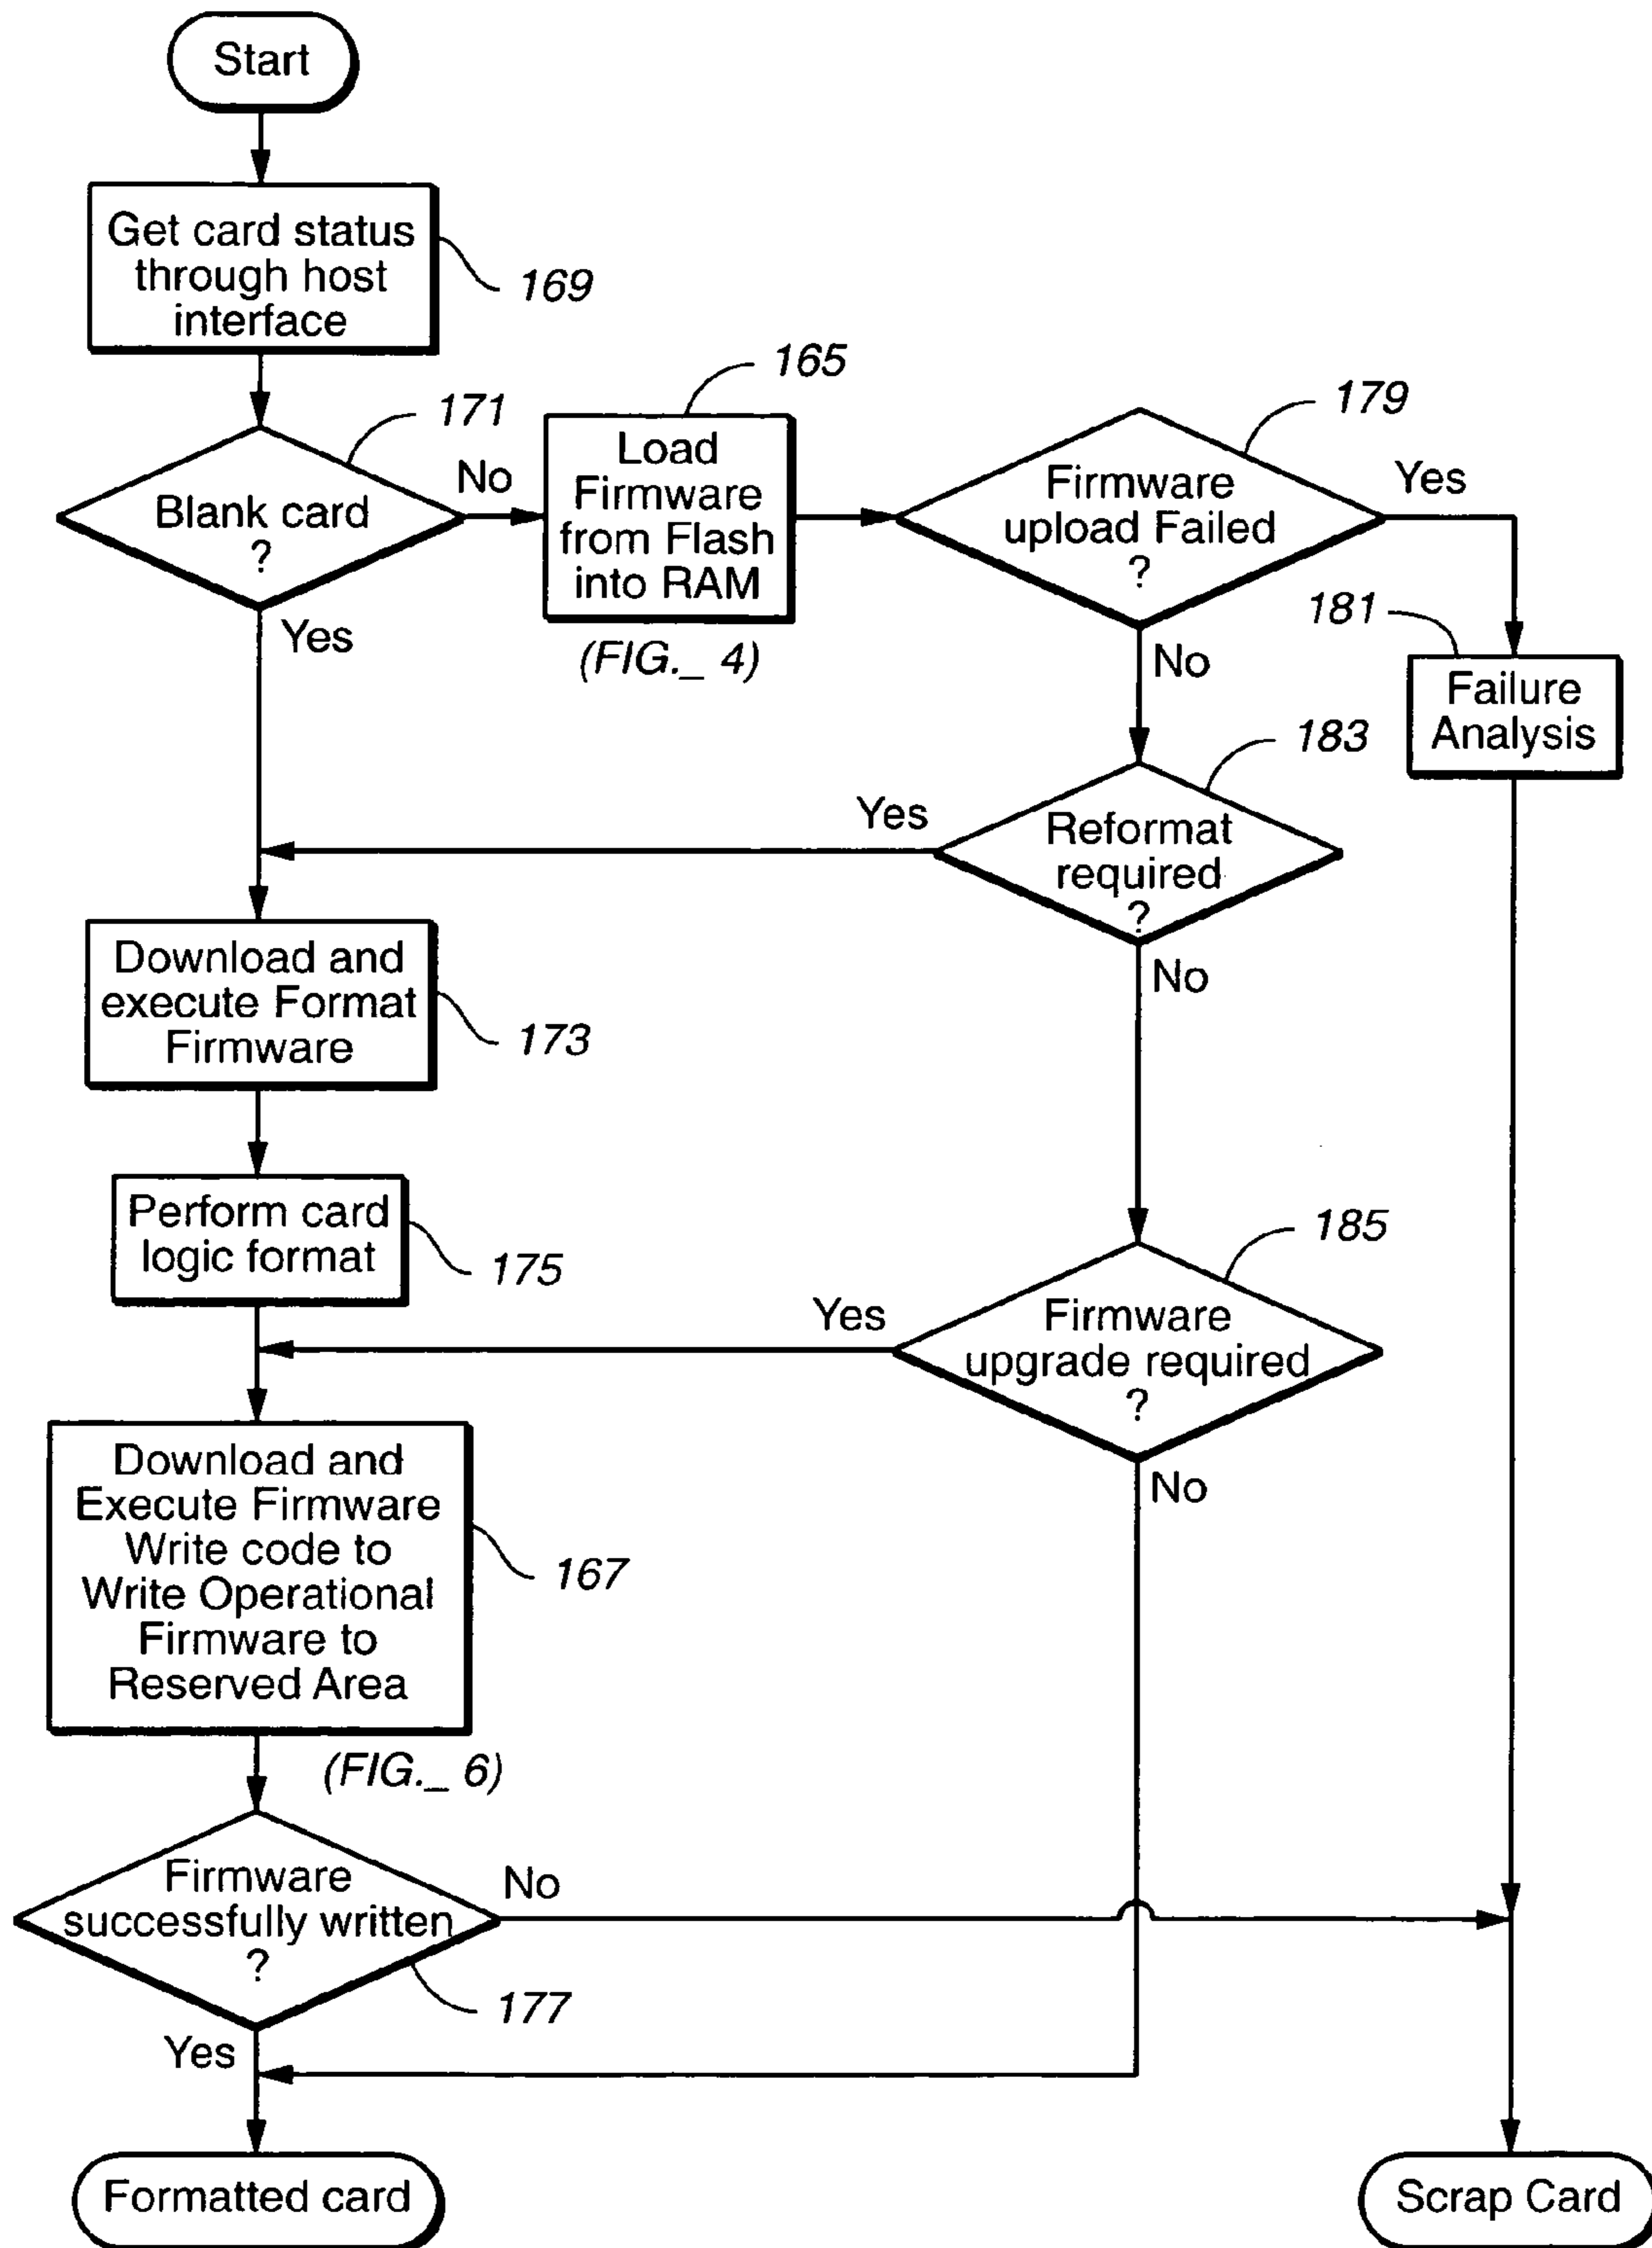 Start
Get card status
through host
interface
169
165
171
179
Blank card
?
No
Yes
Load
Firmware
from Flash
into RAM
(FIG._ 4)
Firmware
upload Failed
?
Yes
No
181
Failure
Analysis
183
Reformat
required
?
Yes
No
Download and
execute Format
Firmware
173
Perform card
logic format
175
185
Firmware
upgrade required
?
Yes
No
Download and
Execute Firmware
Write code to
Write Operational
Firmware to
Reserved Area
167
(FIG._ 6)
Firmware
successfully written
?
No
177
Yes
Formatted card
Scrap Card